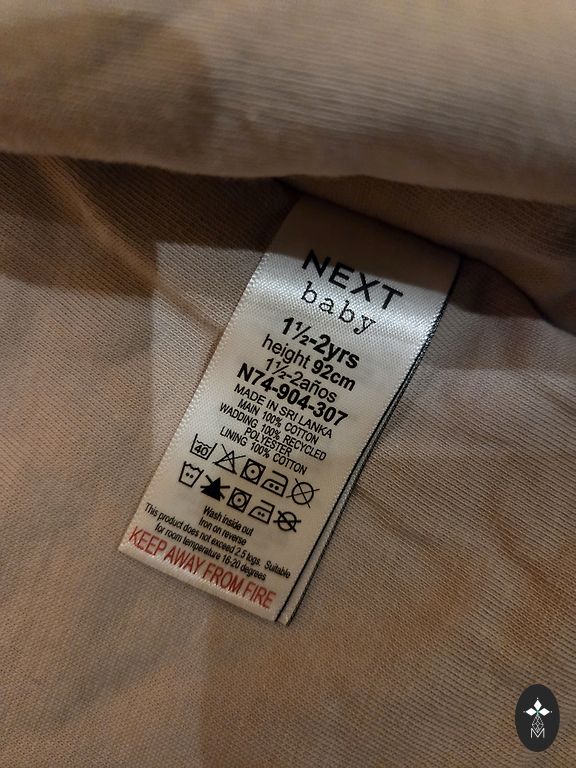 NEXT
baby
1½-2yrs
height 92cm
1½-2años
N74-904-307
MADE IN SRI LANKA
MAIN 100% COTTON
WADDING 100% RECYCLED
POLYESTER
LINING 100% COTTON
40
Wash inside out
Iron on reverse
This product does not exceed 2.5 togs. Suitable
for room temperature 16-20 degrees
KEEP AWAY FROM FIRE
M